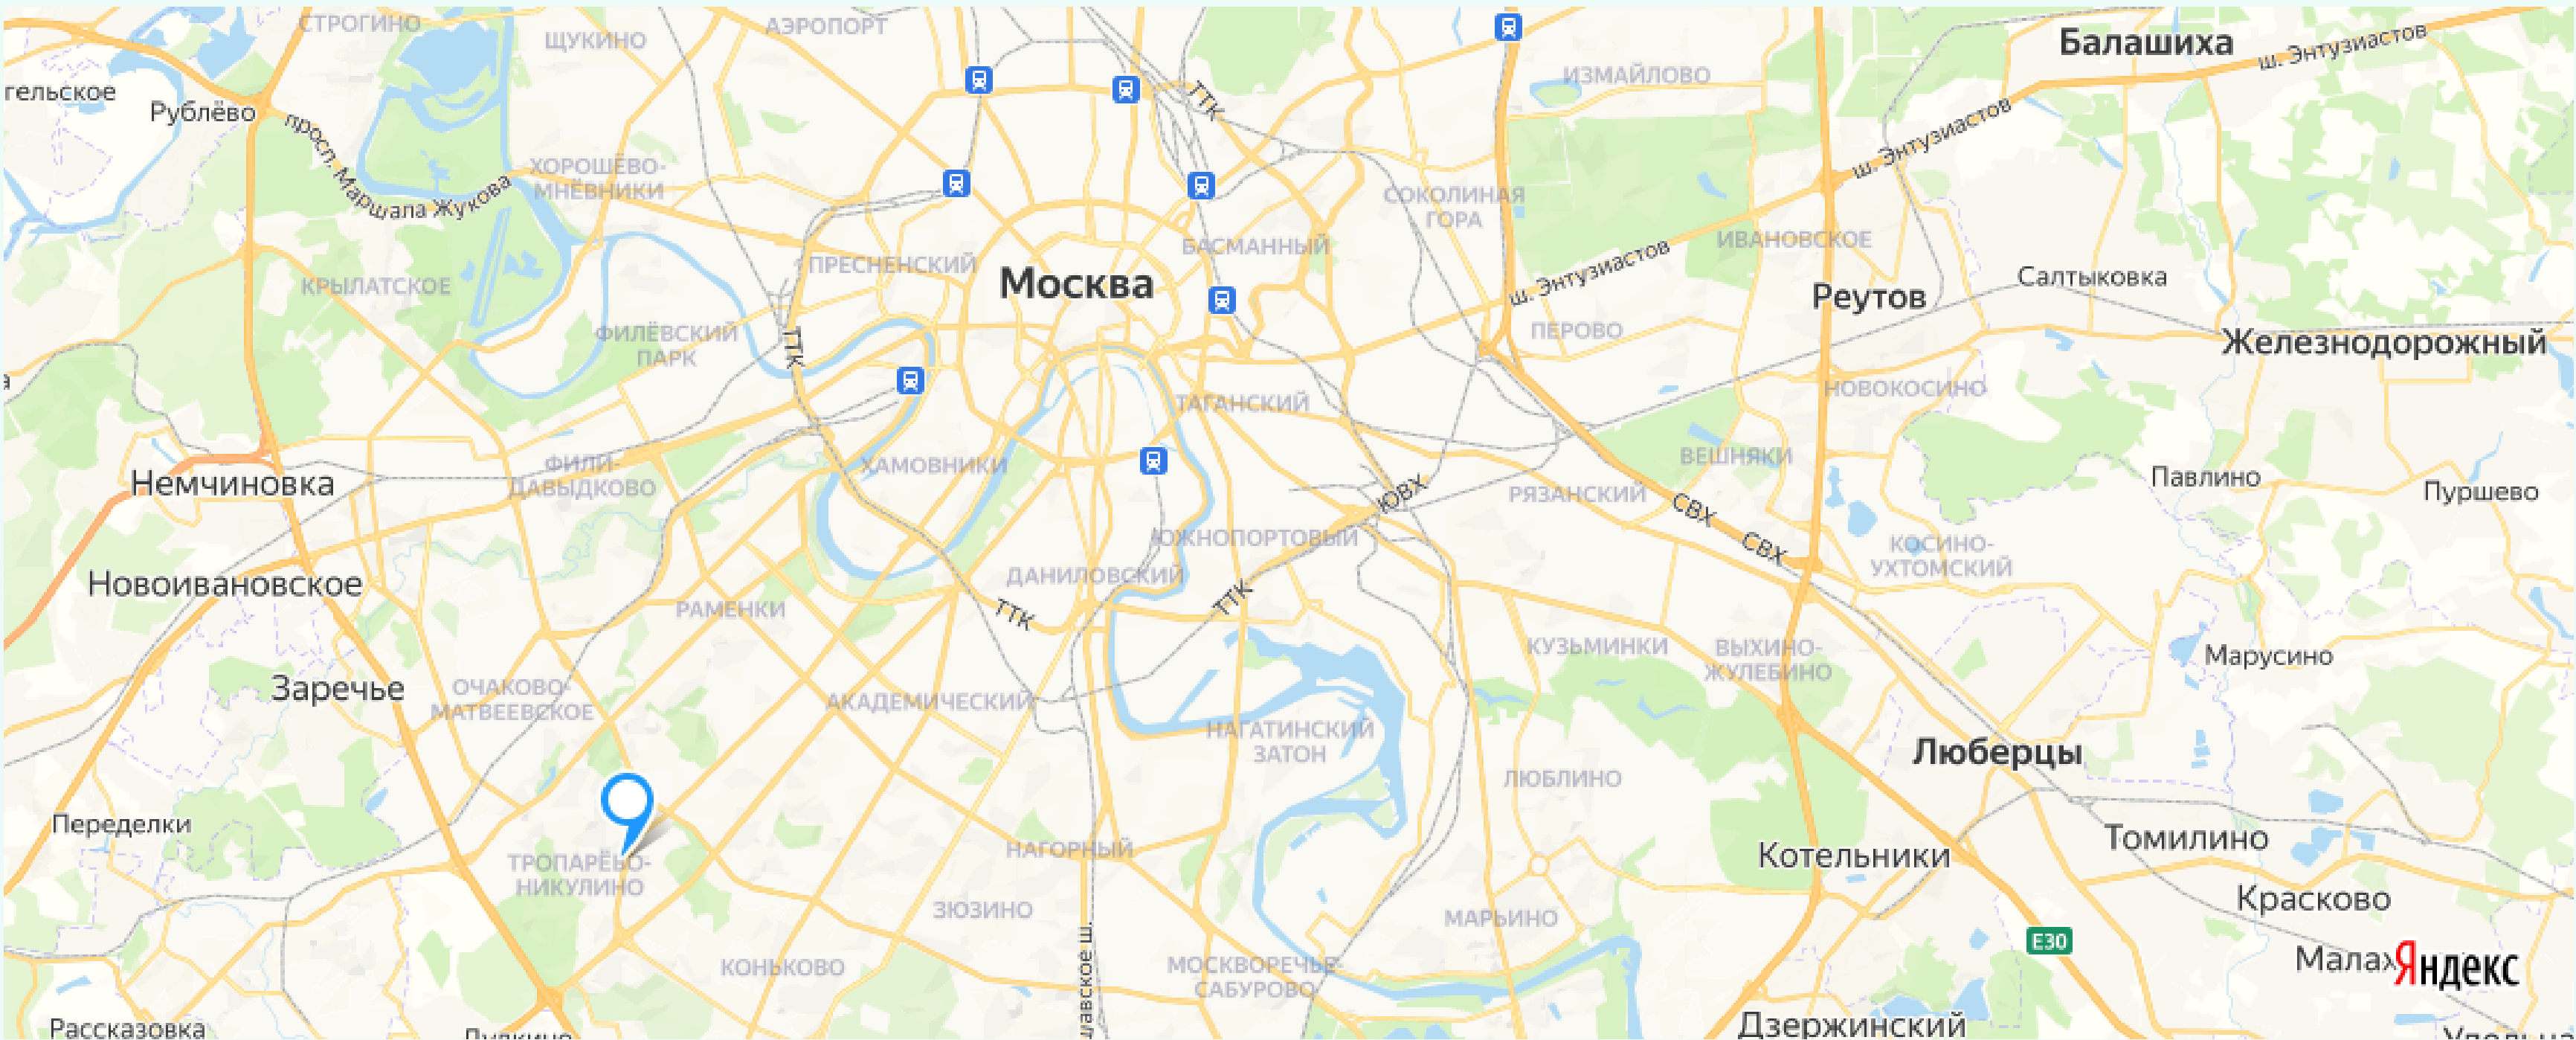 СТРОГИНО
ЩУКИНО
АЭРОПОРТ
Балашиха
ш. Энтузиастов
ИЗМАЙЛОВО
гельское
Рублёво
ТТК
просп. Маршала Жукова
ш. Энтузиастов
ХОРОШЁВО-
МНЁВНИКИ
СОКОЛИНАЯ
ГОРА
БАСМАННЫЙ
ИВАНОВСКОЕ
ПРЕСНЕНСКИЙ
Москва
ш. Энтузиастов
КРЫЛАТСКОЕ
Реутов
Салтыковка
ФИЛЁВСКИЙ
ПАРК
ТТК
ПЕРОВО
Железнодорожный
а
НОВОКОСИНО
ТАГАНСКИЙ
ВЕШНЯКИ
ФИЛИ-
ДАВЫДКОВО
ХАМОВНИКИ
Немчиновка
ЮВХ
РЯЗАНСКИЙ
Павлино
Пуршево
СВХ
СВХ
ЮЖНОПОРТОВЫЙ
КОСИНО-
УХТОМСКИЙ
Новоивановское
ДАНИЛОВСКИЙ
РАМЕНКИ
ТТК
ТТК
КУЗЬМИНКИ
ВЫХИНО-
ЖУЛЕБИНО
Марусино
Заречье
ОЧАКОВО-
МАТВЕЕВСКОЕ
АКАДЕМИЧЕСКИЙ
НАГАТИНСКИЙ
ЗАТОН
Люберцы
ЛЮБЛИНО
Переделки
Томилино
НАГОРНЫЙ
Котельники
ТРОПАРЁВО-
НИКУЛИНО
Красково
ЗЮЗИНО
МАРЬИНО
E30
КОНЬКОВО
МОСКВОРЕЧЬЕ-
САБУРОВО
Малах
Яндекс
шавское ш.
Рассказовка
Дзержинский